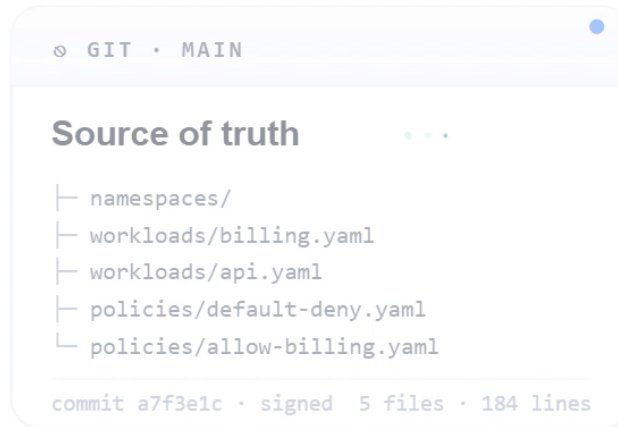 ⎇ GIT · MAIN
Source of truth
├─ namespaces/
├─ workloads/billing.yaml
├─ workloads/api.yaml
├─ policies/default-deny.yaml
└─ policies/allow-billing.yaml
commit a7f3e1c · signed 5 files · 184 lines